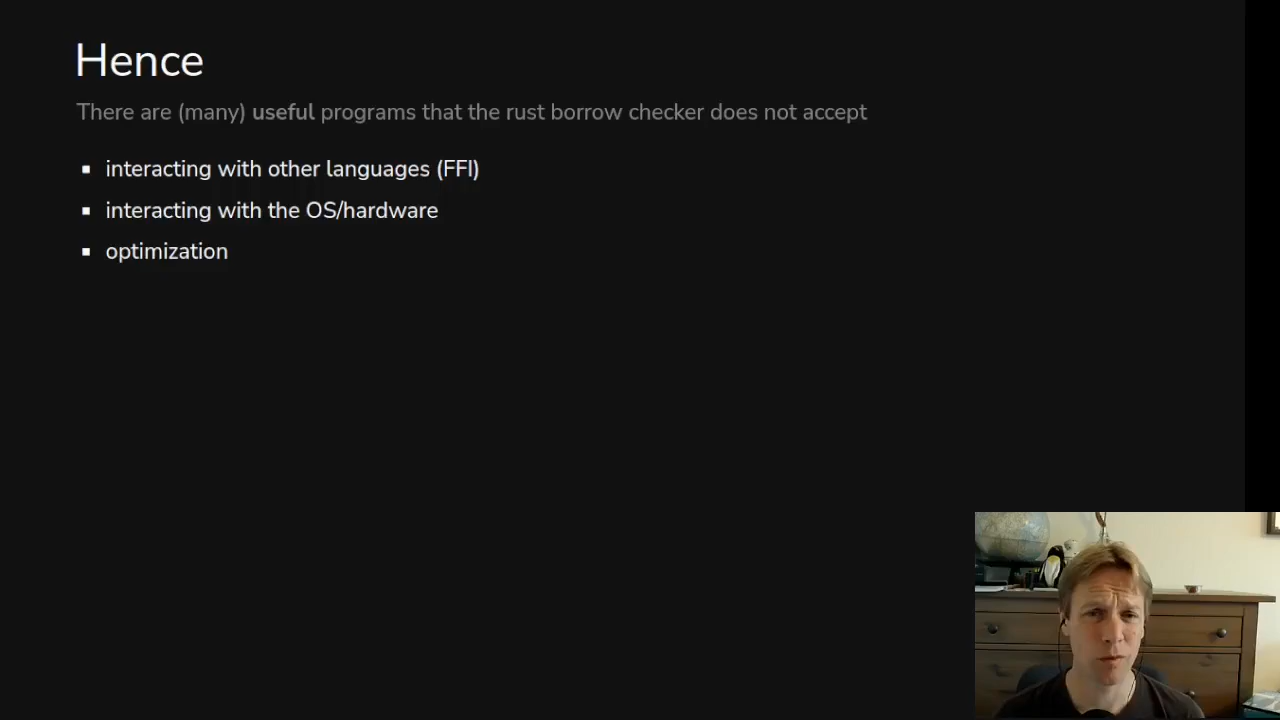 Hence
There are (many) useful programs that the rust borrow checker does not accept
interacting with other languages (FFI)
interacting with the OS/hardware
optimization